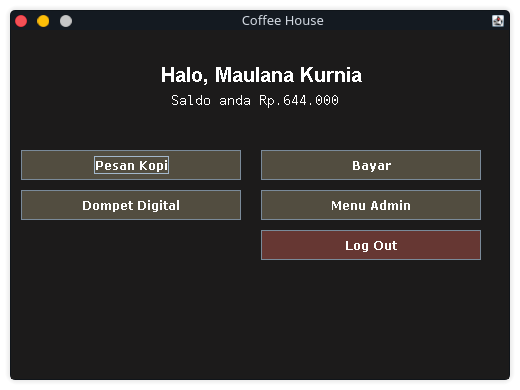 Coffee House
Halo, Maulana Kurnia
Saldo anda Rp.644.000
Pesan Kopi
Bayar
Dompet Digital
Menu Admin
Log Out